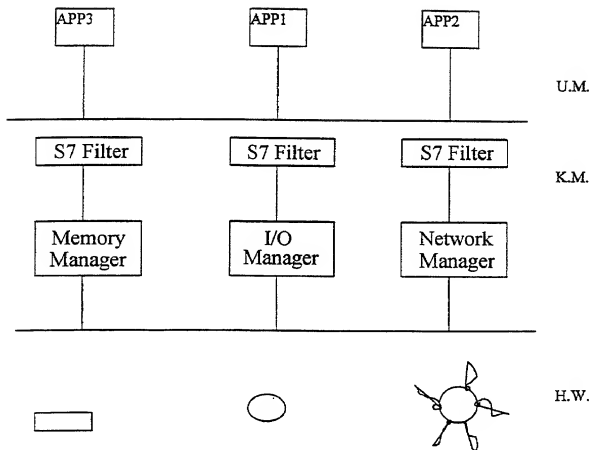 APP3
APP1
APP2
U.M.
S7 Filter
S7 Filter
S7 Filter
K.M.
Memory
Manager
I/O
Manager
Network
Manager
H.W.